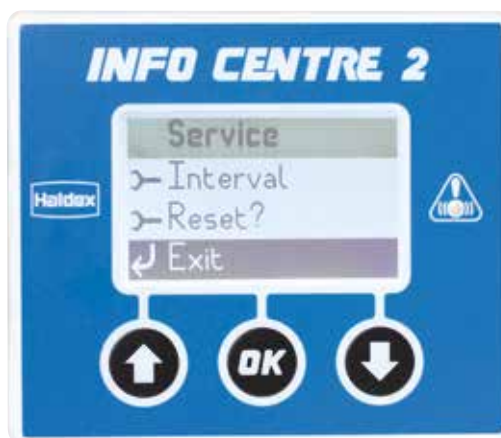 INFO CENTRE 2
Service
Interval
Reset?
Exit
Haldex
OK